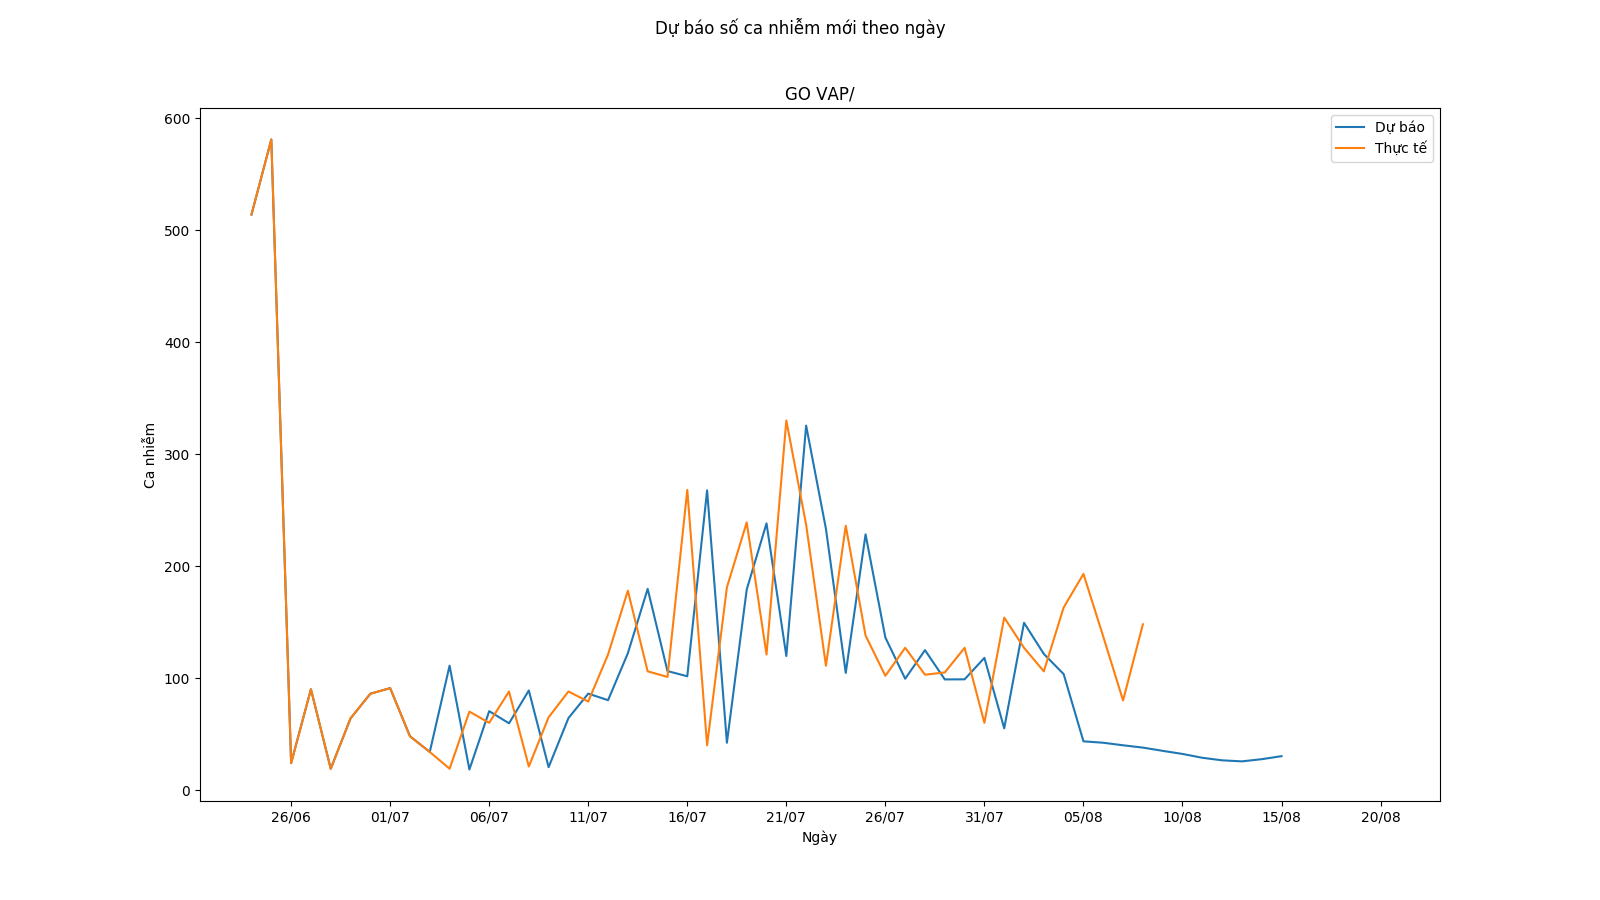 Dự báo số ca nhiễm mới theo ngày
GO VAP/
Dự báo
Thực tế
600
500
400
300
200
100
0
Ca nhiễm
26/06 01/07 06/07 11/07 16/07 21/07 26/07 31/07 05/08 10/08 15/08 20/08
Ngày